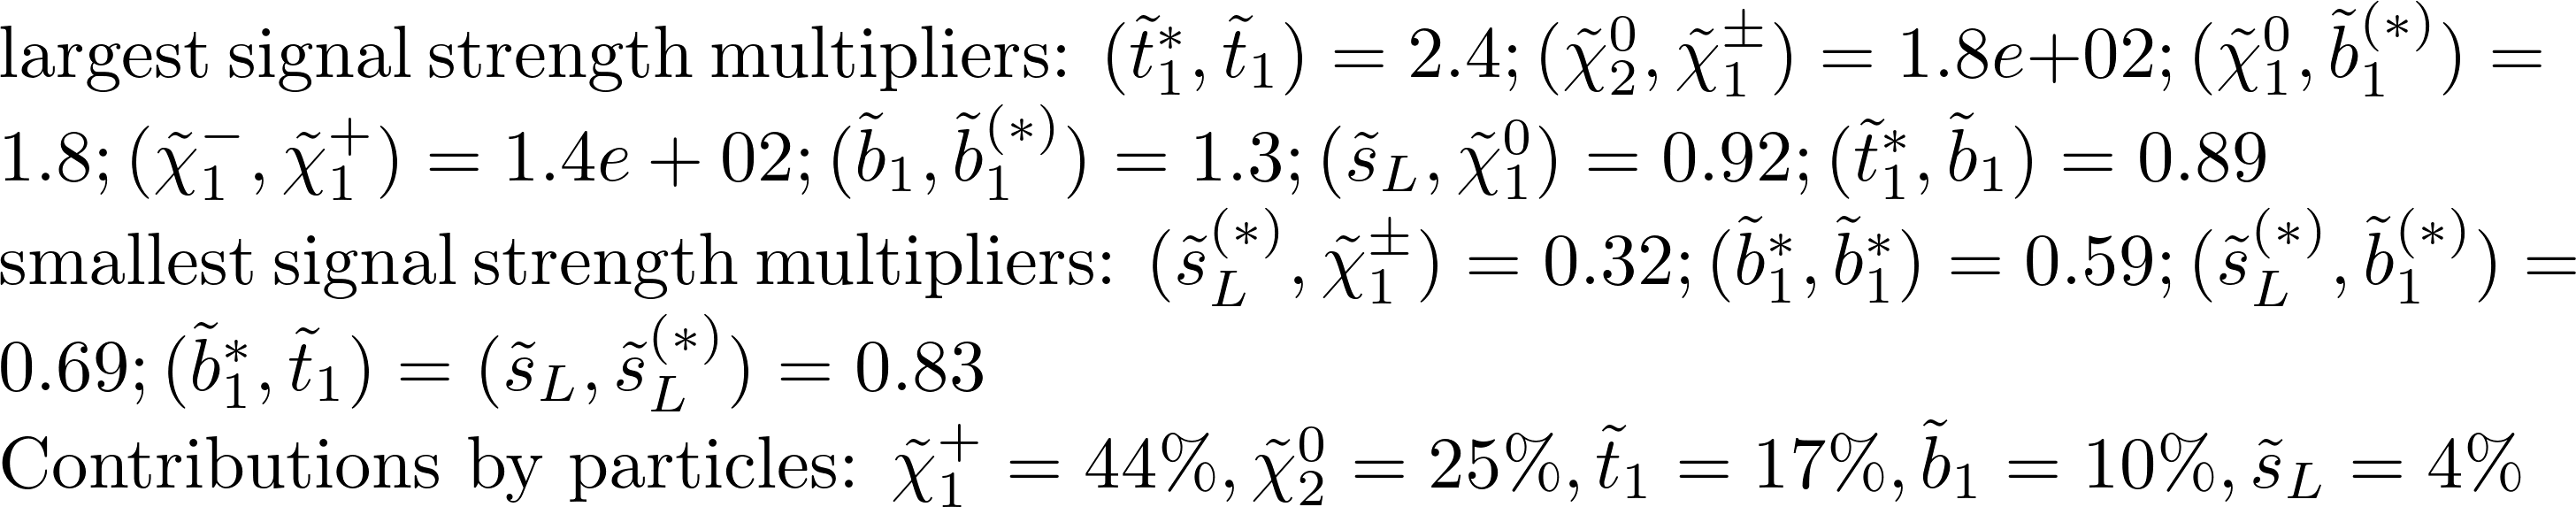 largest signal strength multipliers: $(\tilde{t}_1^*, \tilde{t}_1) = 2.4; (\tilde{\chi}_2^0, \tilde{\chi}_1^{\pm}) = 1.8e{+}02; (\tilde{\chi}_1^0, \tilde{b}_1^{(*)}) =$
$1.8; (\tilde{\chi}_1^-, \tilde{\chi}_1^+) = 1.4e + 02; (\tilde{b}_1, \tilde{b}_1^{(*)}) = 1.3; (\tilde{s}_L, \tilde{\chi}_1^0) = 0.92; (\tilde{t}_1^*, \tilde{b}_1) = 0.89$
smallest signal strength multipliers: $(\tilde{s}_L^{(*)}, \tilde{\chi}_1^{\pm}) = 0.32; (\tilde{b}_1^*, \tilde{b}_1^*) = 0.59; (\tilde{s}_L^{(*)}, \tilde{b}_1^{(*)}) =$
$0.69; (\tilde{b}_1^*, \tilde{t}_1) = (\tilde{s}_L, \tilde{s}_L^{(*)}) = 0.83$
Contributions by particles: $\tilde{\chi}_1^+ = 44\%, \tilde{\chi}_2^0 = 25\%, \tilde{t}_1 = 17\%, \tilde{b}_1 = 10\%, \tilde{s}_L = 4\%$